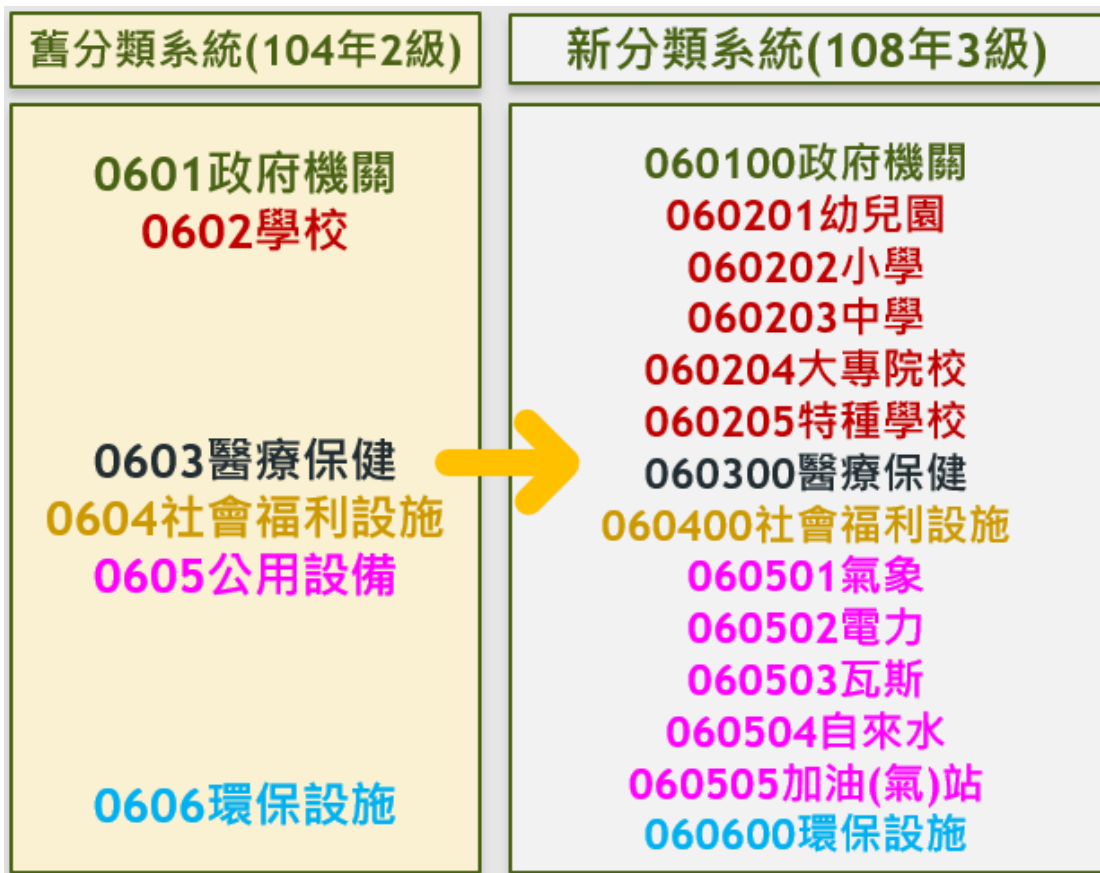 舊分類系統(104年2級)
0601政府機關
0602學校
0603醫療保健
0604社會福利設施
0605公用設備
0606環保設施
新分類系統(108年3級)
060100政府機關
060201幼兒園
060202小學
060203中學
060204大專院校
060205特種學校
060300醫療保健
060400社會福利設施
060501氣象
060502電力
060503瓦斯
060504自來水
060505加油(氣)站
060600環保設施